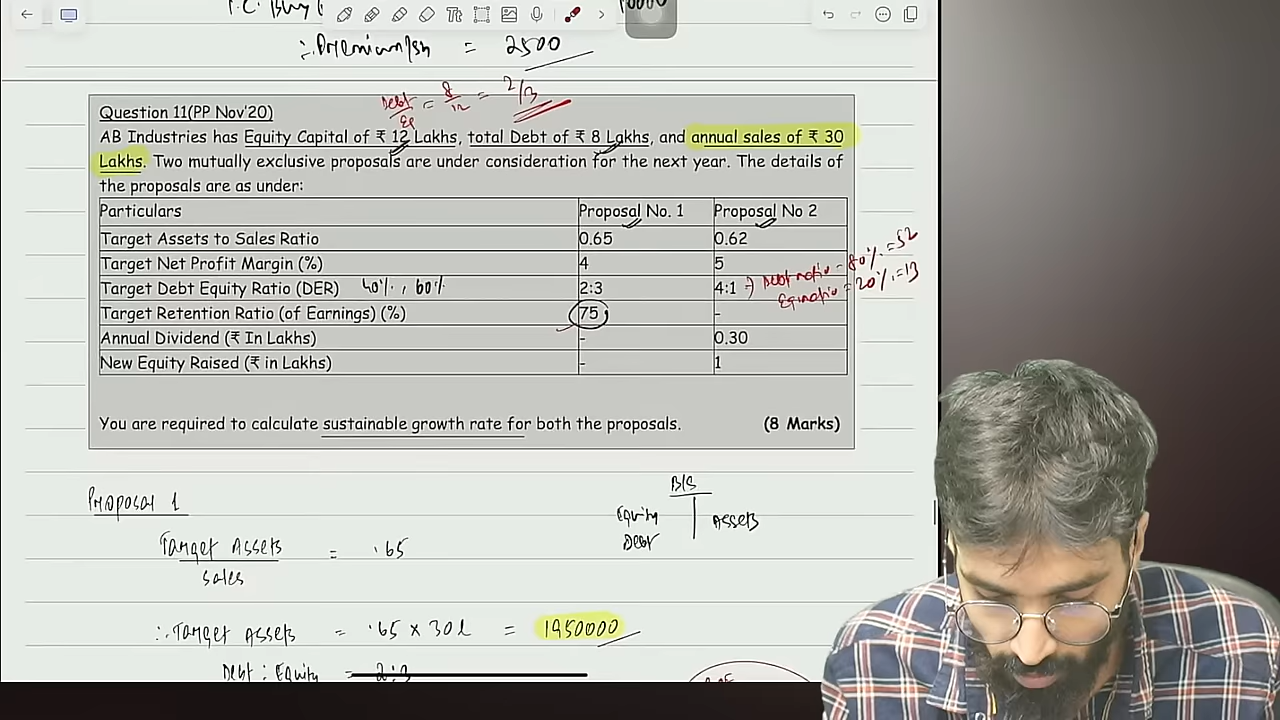 ∴ Premium/sh = 2500
Debt/Eq = 8/12 = 2/3
Question 11(PP Nov'20)
AB Industries has Equity Capital of ₹ 12 Lakhs, total Debt of ₹ 8 Lakhs, and annual sales of ₹ 30
Lakhs. Two mutually exclusive proposals are under consideration for the next year. The details of
the proposals are as under:
Particulars Proposal No. 1 Proposal No 2
Target Assets to Sales Ratio 0.65 0.62
Target Net Profit Margin (%) 4 5
Target Debt Equity Ratio (DER) 40%, 60% 2:3 4:1 → Debt ratio = 80% = 52
Eq ratio = 20% = 13
Target Retention Ratio (of Earnings) (%) 75 -
Annual Dividend (₹ In Lakhs) - 0.30
New Equity Raised (₹ in Lakhs) - 1
You are required to calculate sustainable growth rate for both the proposals. (8 Marks)
Proposal 1
B/S
Equity Assets
Debt
Target Assets / Sales = .65
∴ Target Assets = .65 × 30L = 1950000
Debt : Equity = 2:3